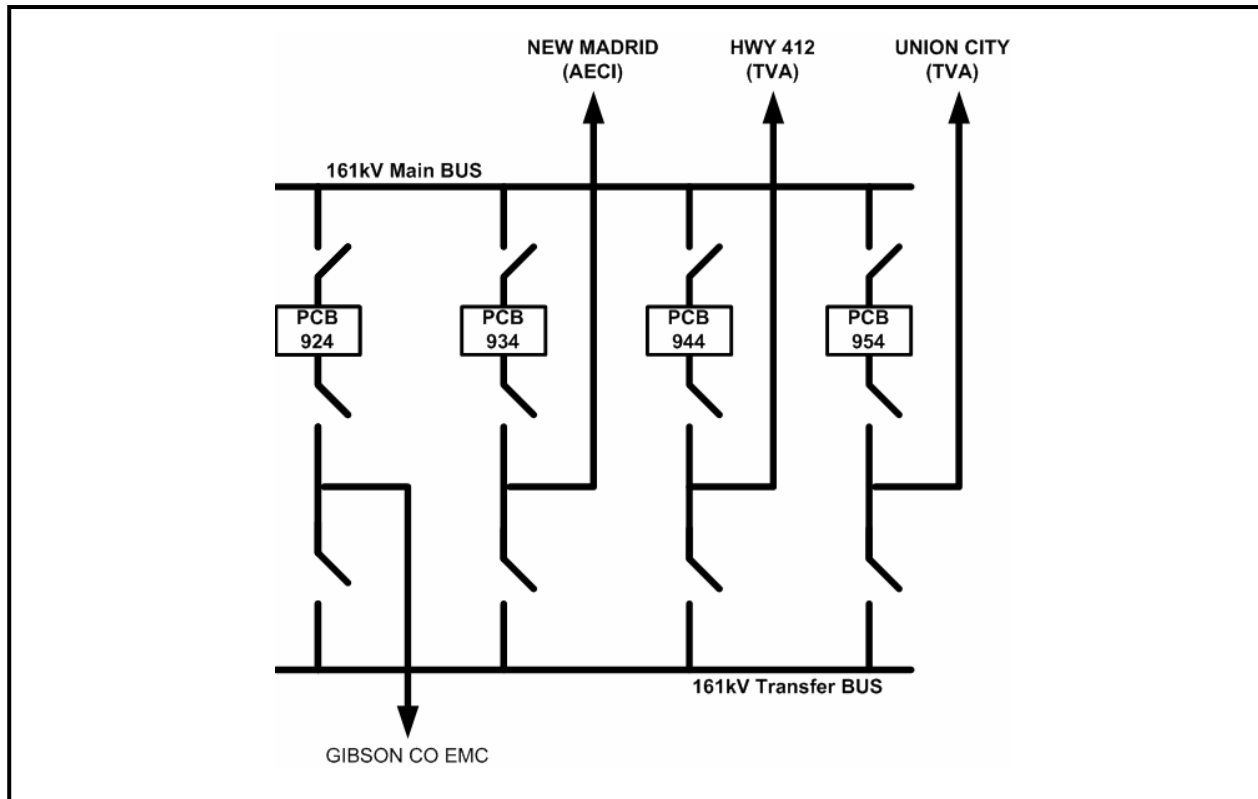 NEW MADRID
(AECI)
HWY 412
(TVA)
UNION CITY
(TVA)
161kV Main BUS
PCB
924
PCB
934
PCB
944
PCB
954
161kV Transfer BUS
GIBSON CO EMC